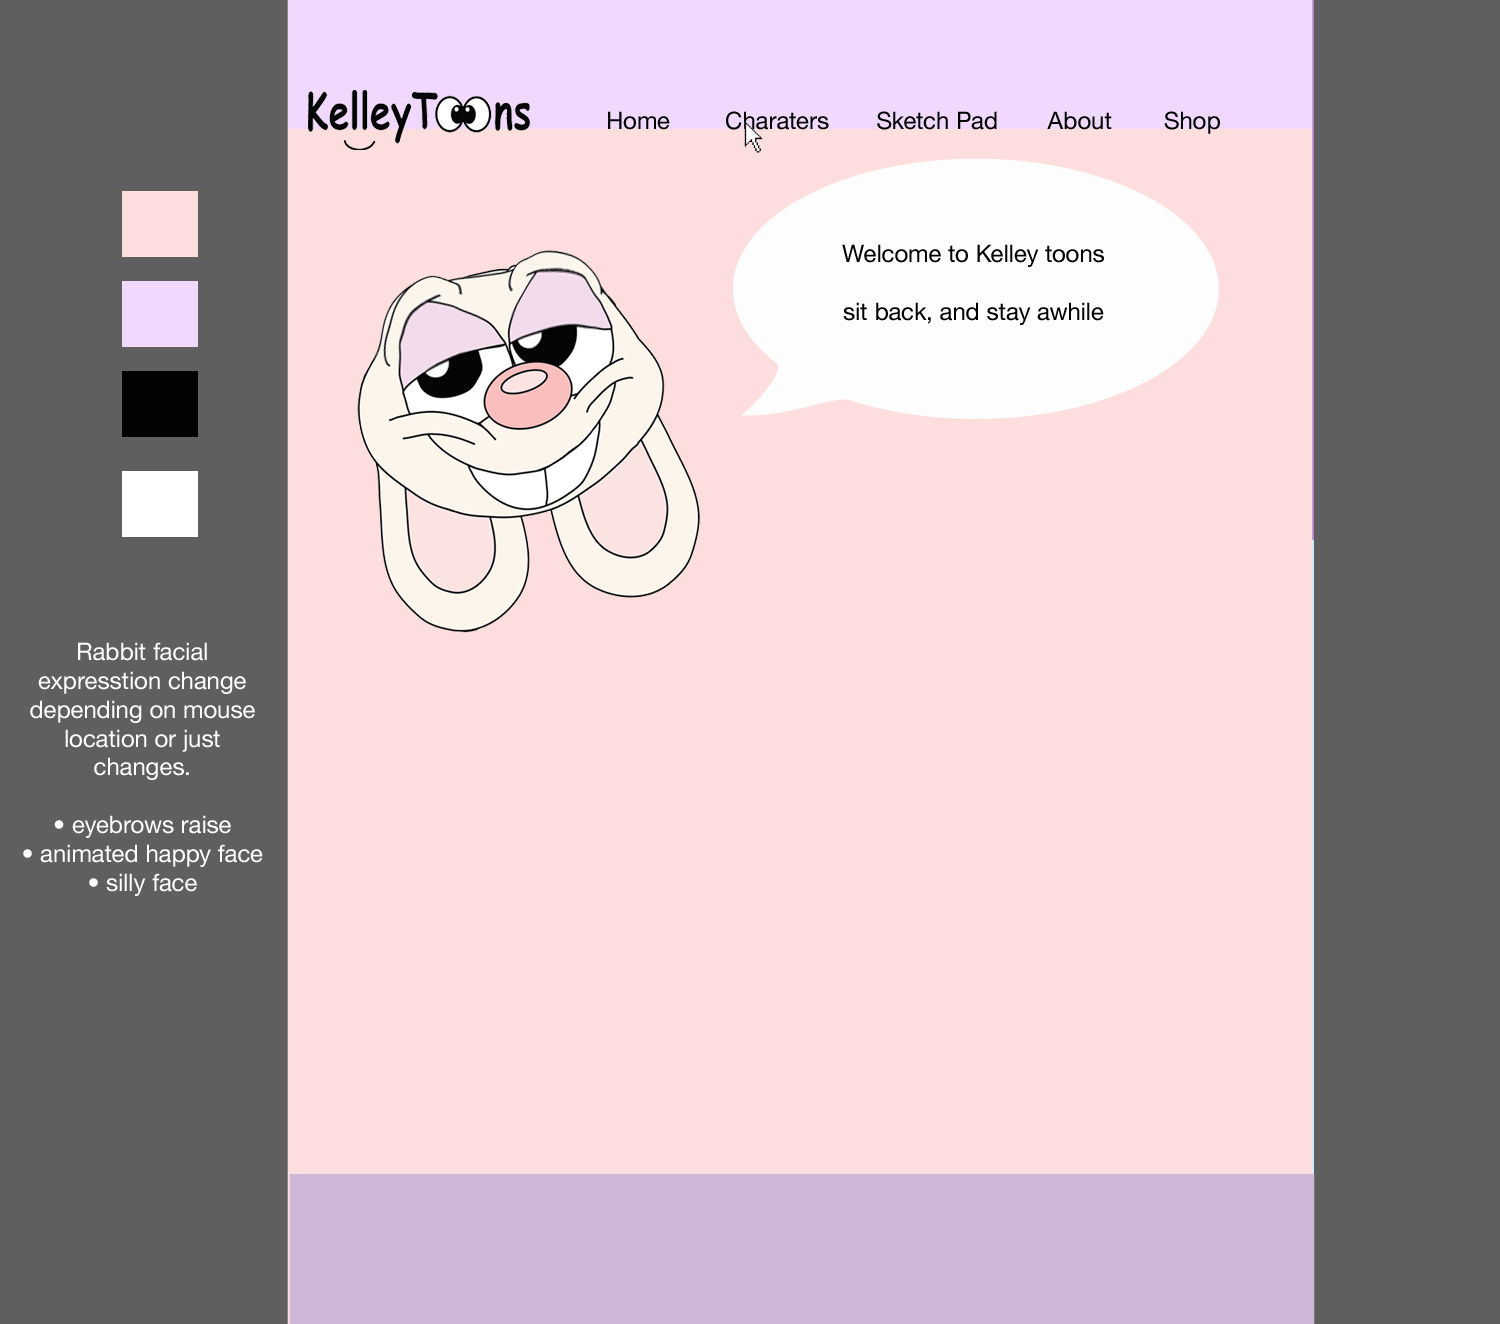 KelleyToons
Home Charaters Sketch Pad About Shop
Welcome to Kelley toons
sit back, and stay awhile
Rabbit facial
expresstion change
depending on mouse
location or just
changes.
• eyebrows raise
• animated happy face
• silly face